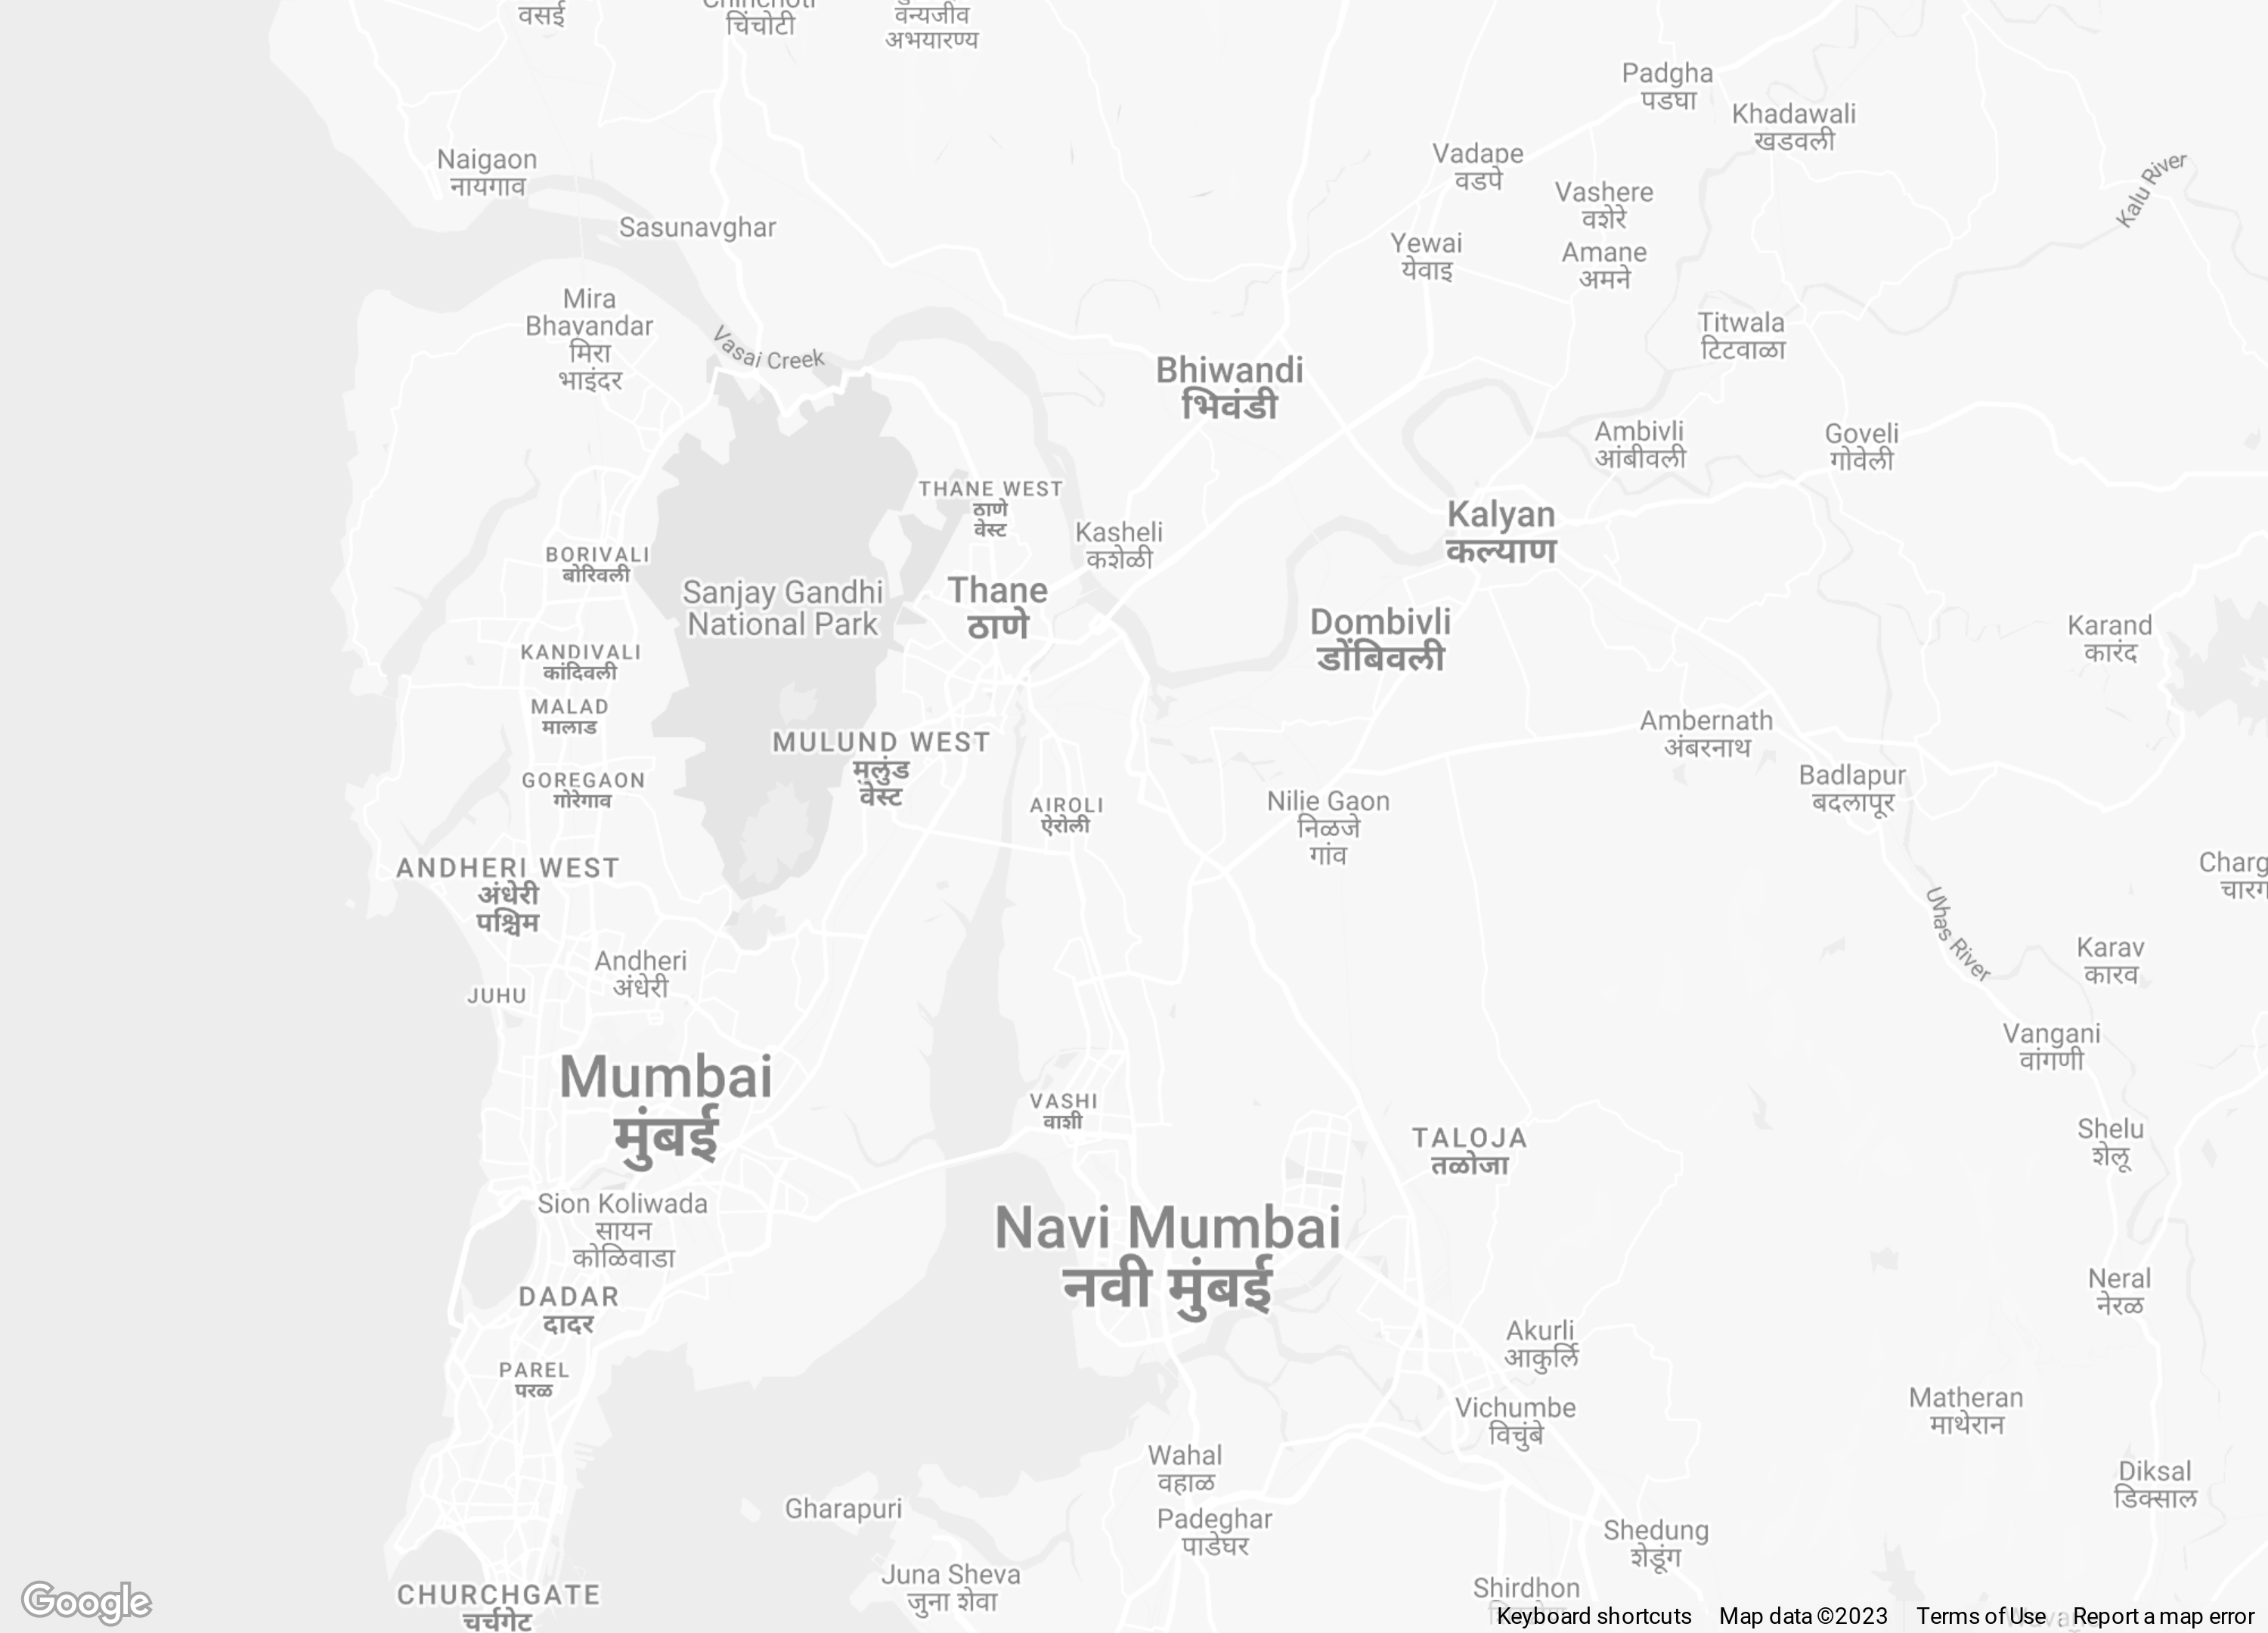 वसई
चिंचोटी
वन्यजीव
अभयारण्य
Padgha
पडघा
Khadawali
खडवली
Naigaon
नायगाव
Vadape
वडपे
Vashere
वशेरे
Kalu River
Sasunavghar
Yewai
येवाइ
Amane
अमने
Mira
Bhavandar
मिरा
भाइंदर
Vasai Creek
Titwala
टिटवाळा
Bhiwandi
भिवंडी
Ambivli
आंबीवली
Goveli
गोवेली
THANE WEST
ठाणे
वेस्ट
Kasheli
कशेळी
Kalyan
कल्याण
BORIVALI
बोरिवली
Sanjay Gandhi
National Park
Thane
ठाणे
Dombivli
डोंबिवली
Karand
कारंद
KANDIVALI
कांदिवली
MALAD
मालाड
MULUND WEST
मुलुंड
वेस्ट
Ambernath
अंबरनाथ
GOREGAON
गोरेगाव
AIROLI
ऐरोली
Nilje Gaon
निळजे
गांव
Badlapur
बदलापूर
ANDHERI WEST
अंधेरी
पश्चिम
Ulhas River
Andheri
अंधेरी
Karav
कारव
JUHU
Vangani
वांगणी
Mumbai
मुंबई
VASHI
वाशी
TALOJA
तळोजा
Shelu
शेलू
Sion Koliwada
सायन
कोळिवाडा
Navi Mumbai
नवी मुंबई
DADAR
दादर
Neral
नेरळ
Akurli
आकुर्लि
PAREL
परळ
Vichumbe
विचुंबे
Matheran
माथेरान
Wahal
वहाळ
Diksal
डिक्साल
Gharapuri
Padeghar
पाडेघर
Shedung
शेडूंग
Juna Sheva
जुना शेवा
Shirdhon
CHURCHGATE
चर्चगेट
Google
Keyboard shortcuts
Map data ©2023
Terms of Use
Report a map error